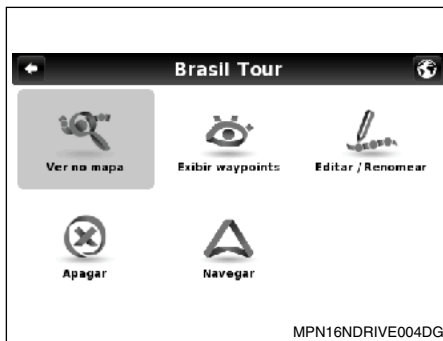 Brasil Tour
Ver no mapa
Exibir waypoints
Editar / Renomear
Apagar
Navegar
MPN16NDRIVE004DG